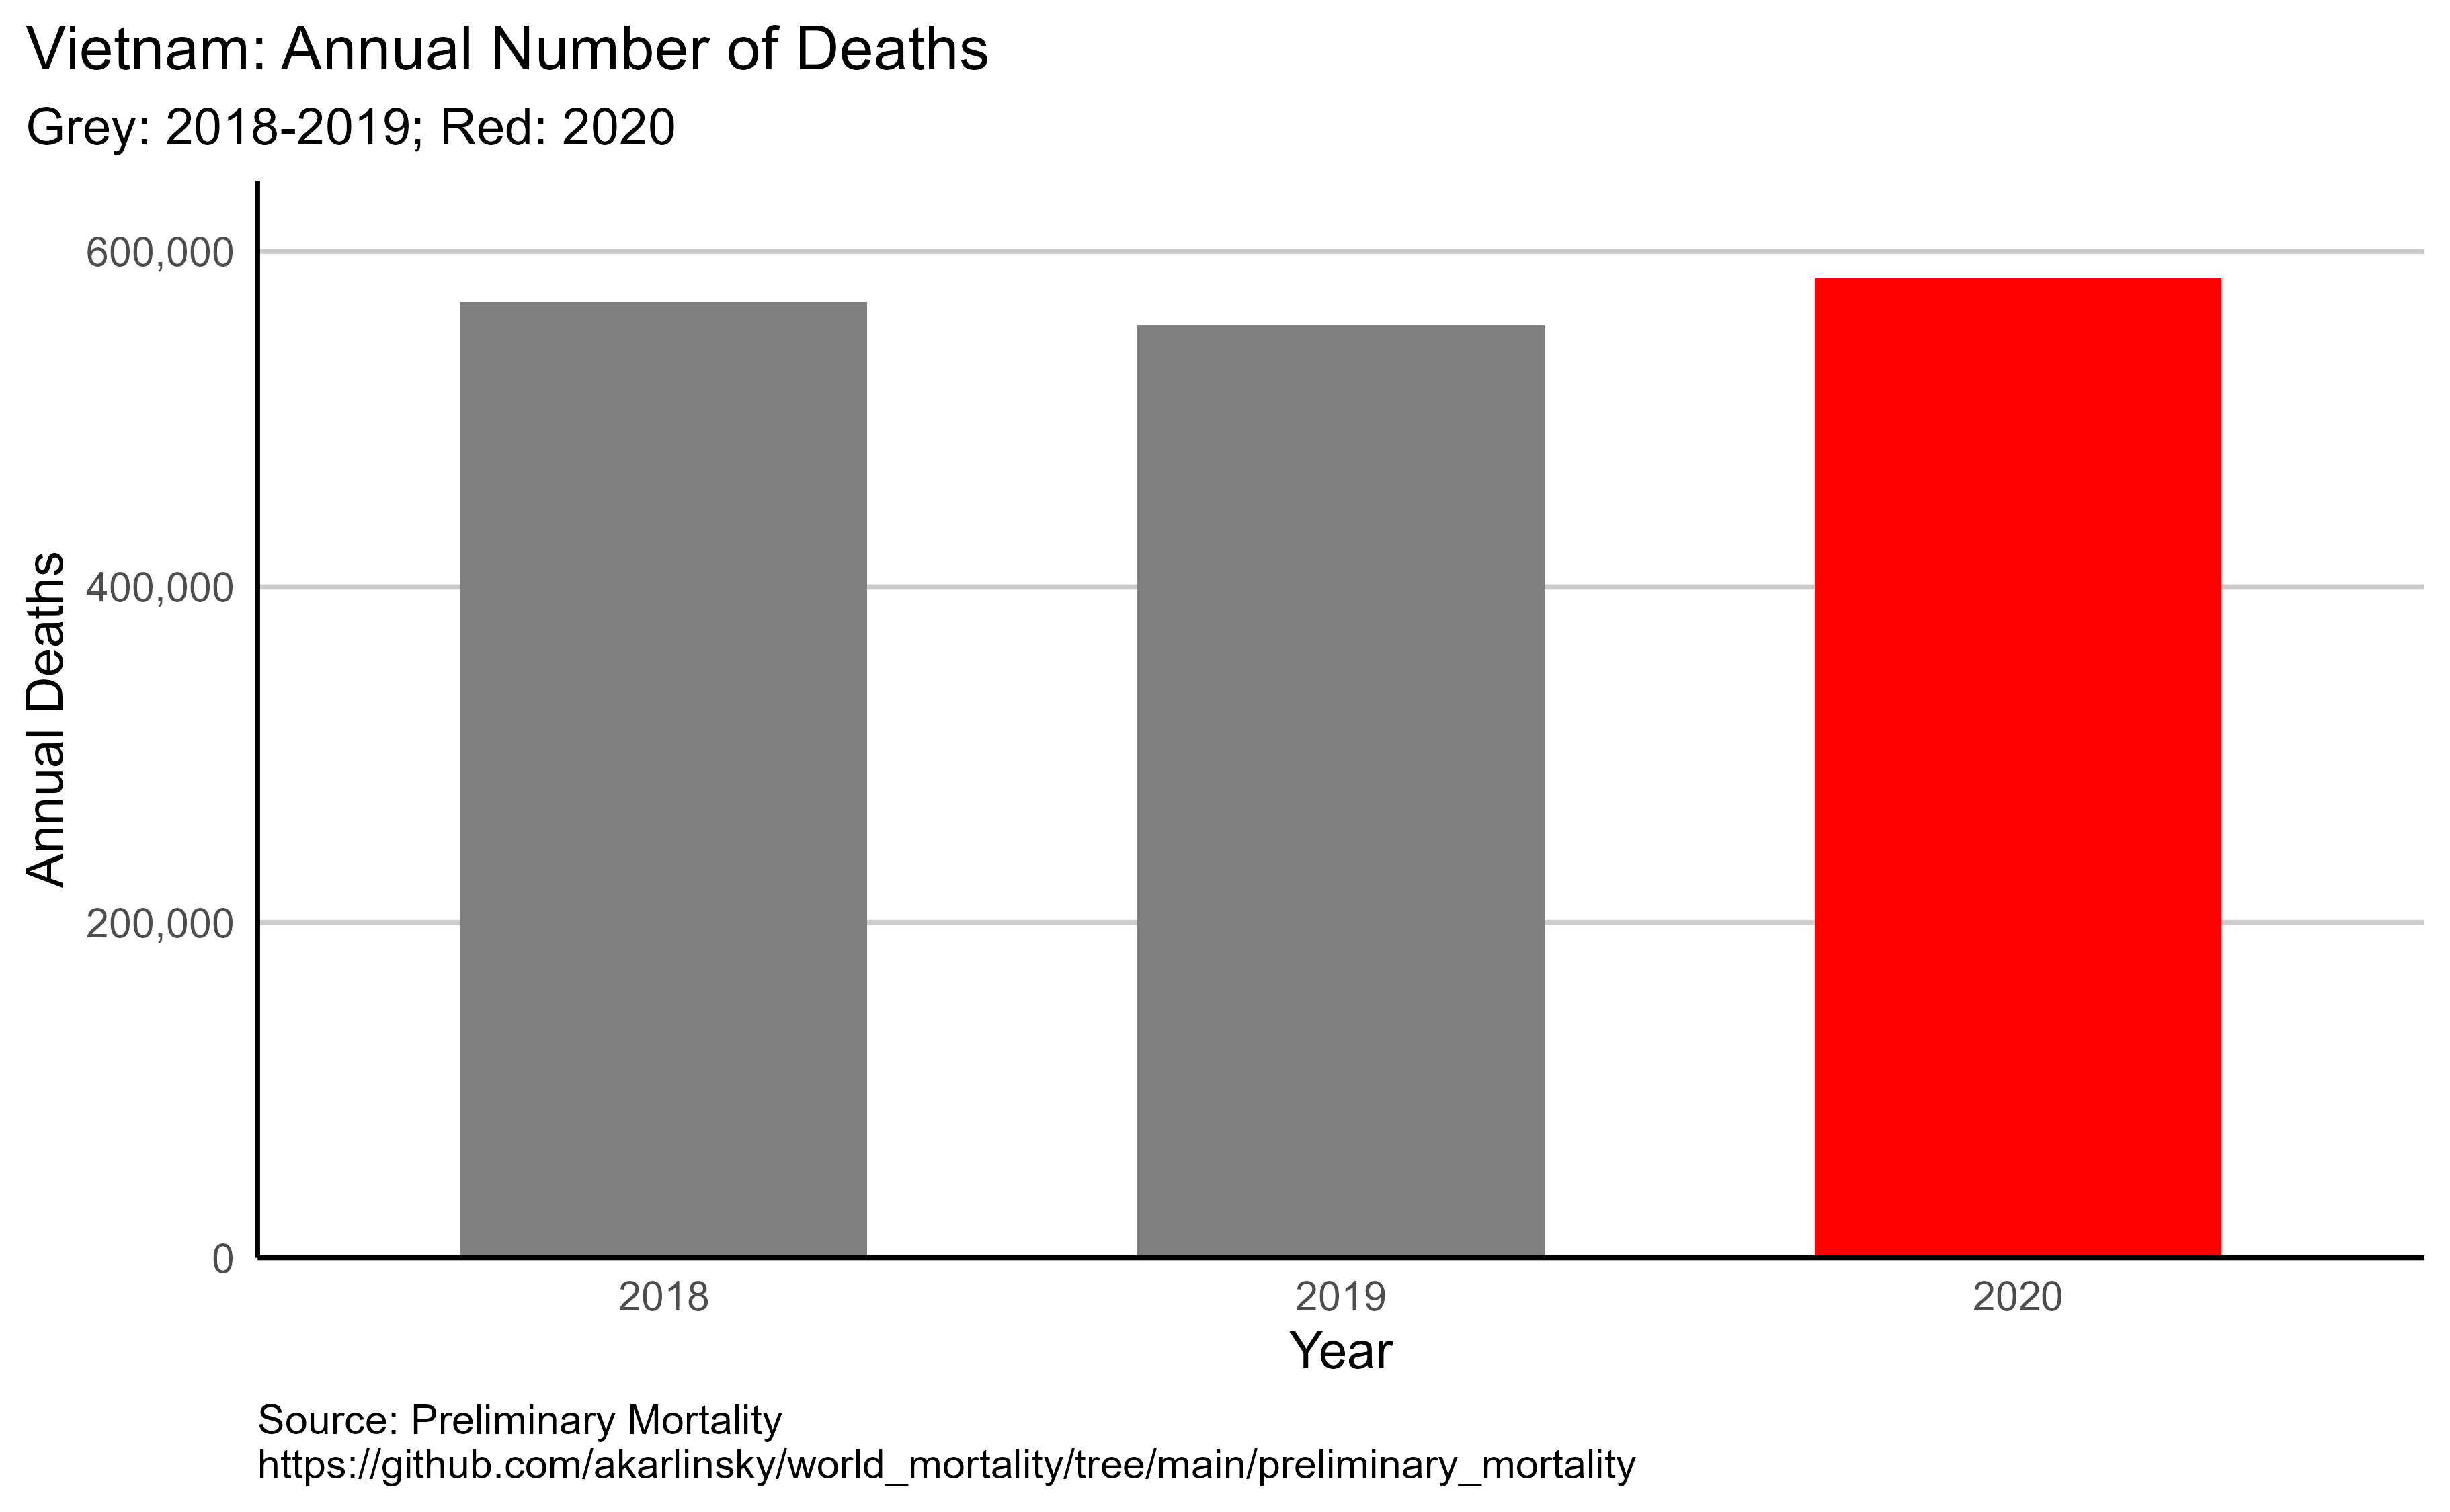 Vietnam: Annual Number of Deaths
Grey: 2018-2019; Red: 2020
600,000
400,000
200,000
0
Annual Deaths
2018
2019
2020
Year
Source: Preliminary Mortality
https://github.com/akarlinsky/world_mortality/tree/main/preliminary_mortality